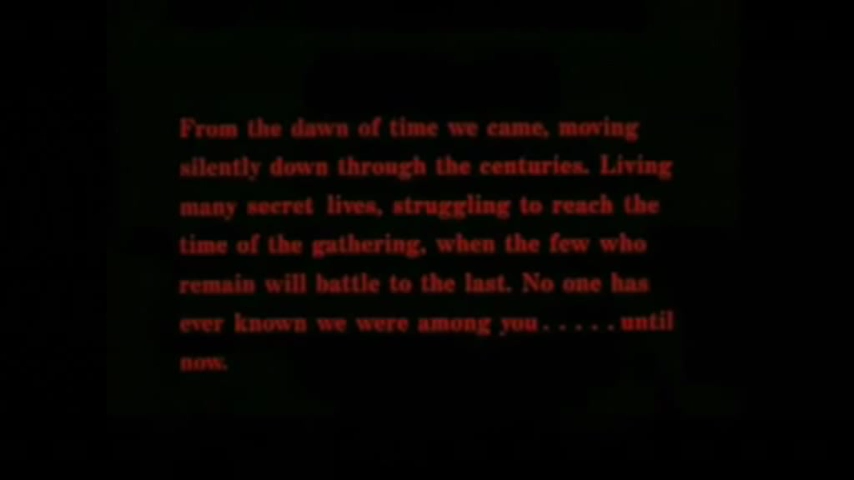 From the dawn of time we came, moving
silently down through the centuries. Living
many secret lives, struggling to reach the
time of the gathering, when the few who
remain will battle to the last. No one has
ever known we were among you.....until
now.